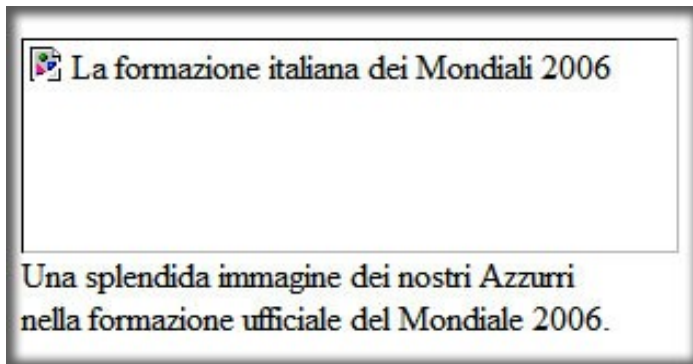 La formazione italiana dei Mondiali 2006
Una splendida immagine dei nostri Azzurri
nella formazione ufficiale del Mondiale 2006.